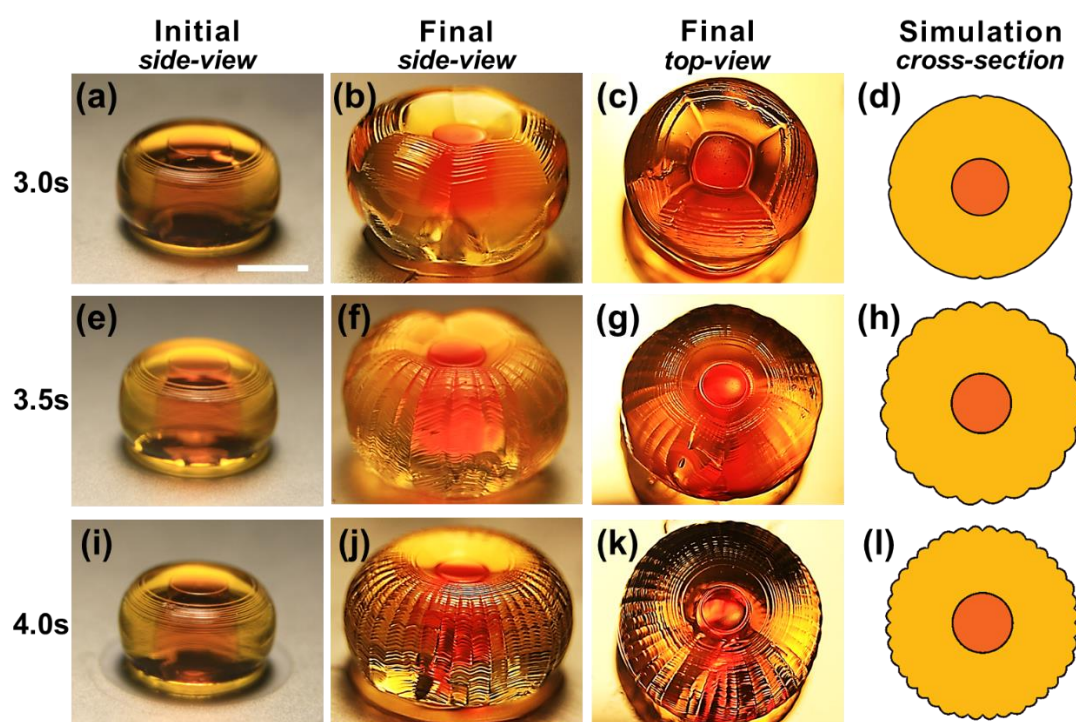 Initial Final Final Simulation
side-view side-view top-view cross-section
(a) (b) (c) (d)
3.0s
(e) (f) (g) (h)
3.5s
(i) (j) (k) (l)
4.0s